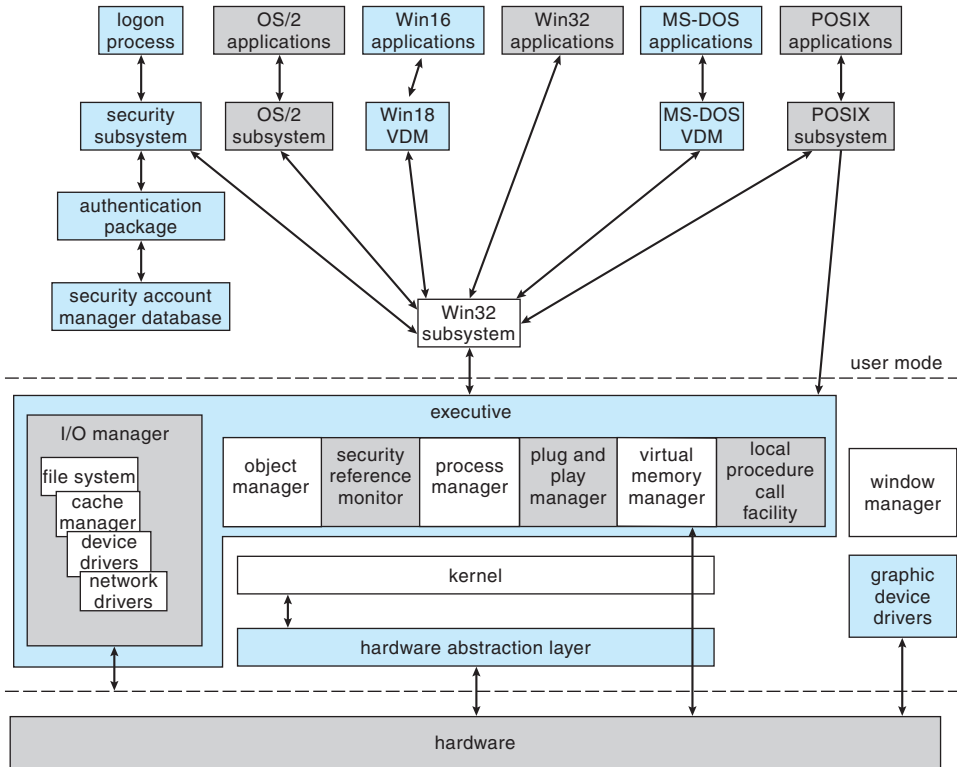 logon
process
OS/2
applications
Win16
applications
Win32
applications
MS-DOS
applications
POSIX
applications
security
subsystem
OS/2
subsystem
Win18
VDM
MS-DOS
VDM
POSIX
subsystem
authentication
package
security account
manager database
Win32
subsystem
user mode
executive
I/O manager
file system
cache
manager
device
drivers
network
drivers
object
manager
security
reference
monitor
process
manager
plug and
play
manager
virtual
memory
manager
local
procedure
call
facility
window
manager
kernel
graphic
device
drivers
hardware abstraction layer
hardware